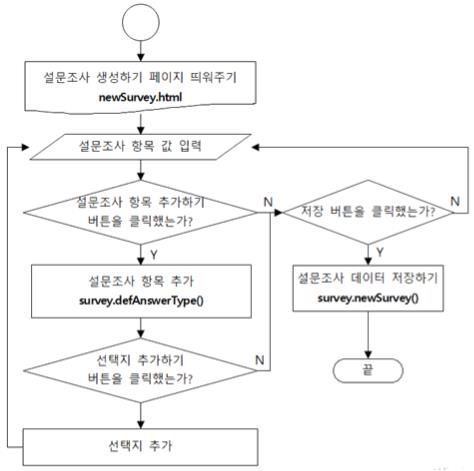 설문조사 생성하기 페이지 띄워주기
newSurvey.html
설문조사 항목 값 입력
설문조사 항목 추가하기
버튼을 클릭했는가?
N
저장 버튼을 클릭했는가?
N
Y
Y
설문조사 항목 추가
survey.defAnswerType()
설문조사 데이터 저장하기
survey.newSurvey()
선택지 추가하기
버튼을 클릭했는가?
N
끝
선택지 추가